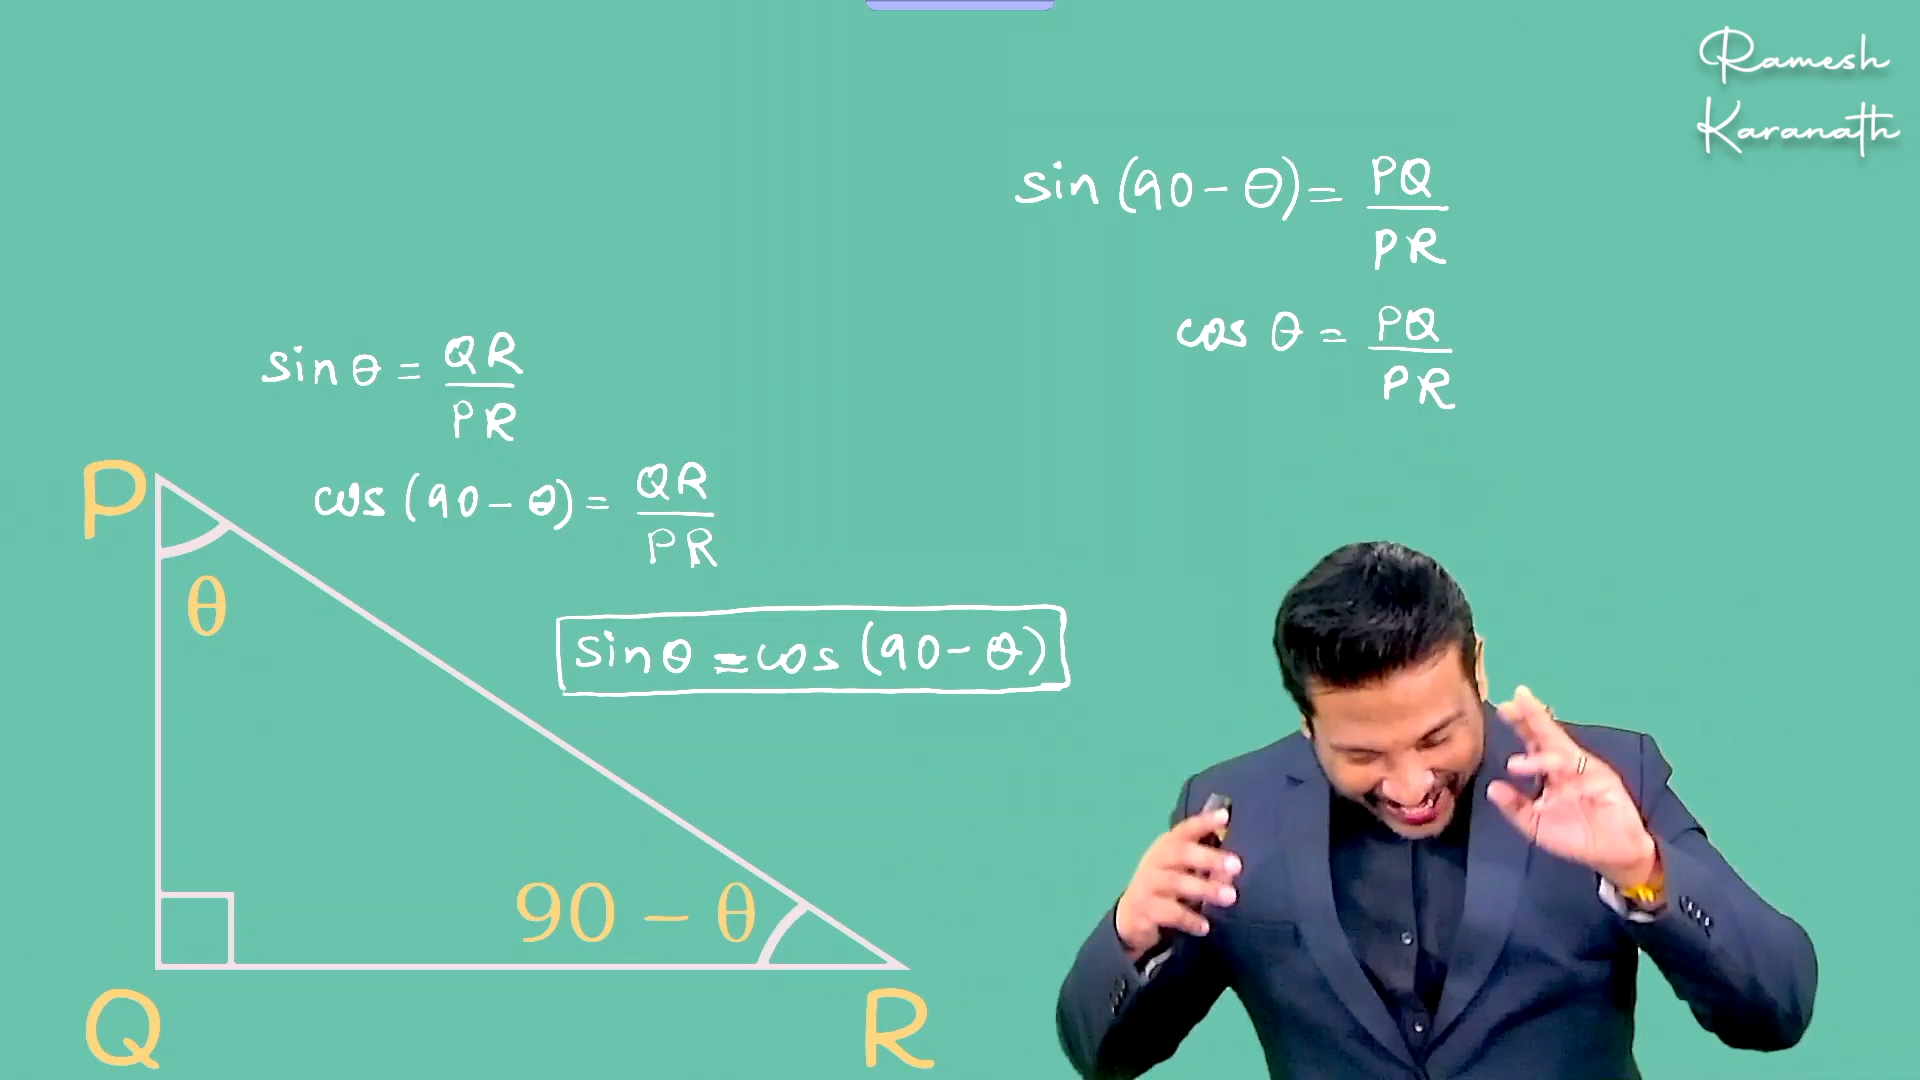 Ramesh
Karanath
sin (90 - θ) = PQ/PR
cos θ = PQ/PR
sin θ = QR/PR
cos (90 - θ) = QR/PR
sin θ = cos (90 - θ)
P
θ
90 − θ
Q
R